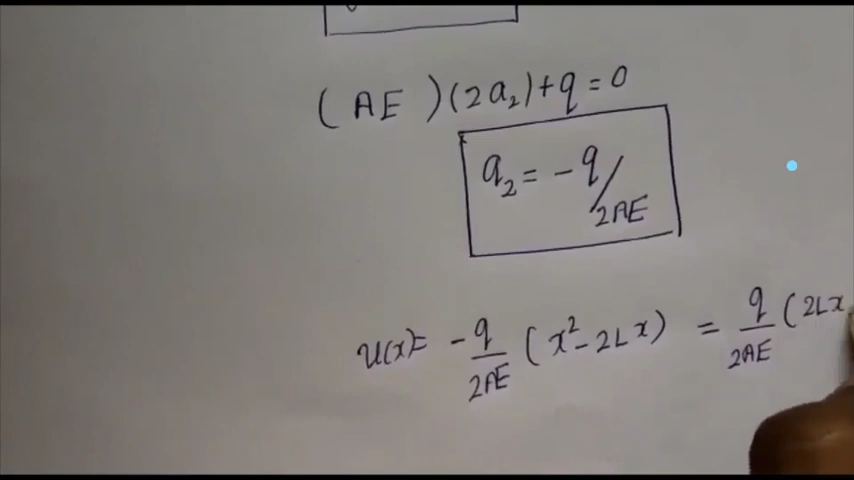 (AE)(2a₂)+q=0
a₂=-q/2AE
u(x)= -q/2AE (x²-2Lx) = q/2AE (2Lx